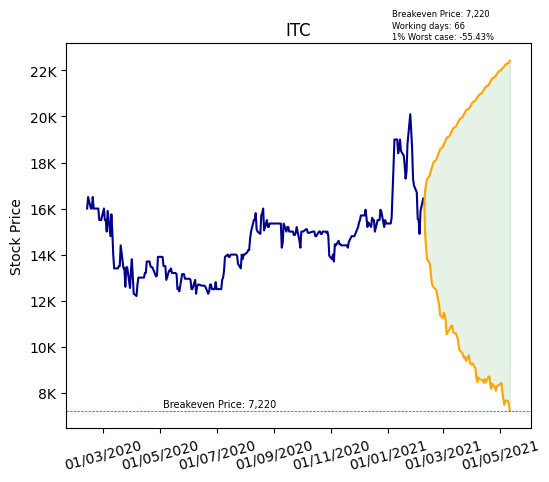 Breakeven Price: 7,220
Working days: 66
1% Worst case: -55.43%
ITC
Stock Price
22K
20K
18K
16K
14K
12K
10K
8K
Breakeven Price: 7,220
01/03/2020
01/05/2020
01/07/2020
01/09/2020
01/11/2020
01/01/2021
01/03/2021
01/05/2021